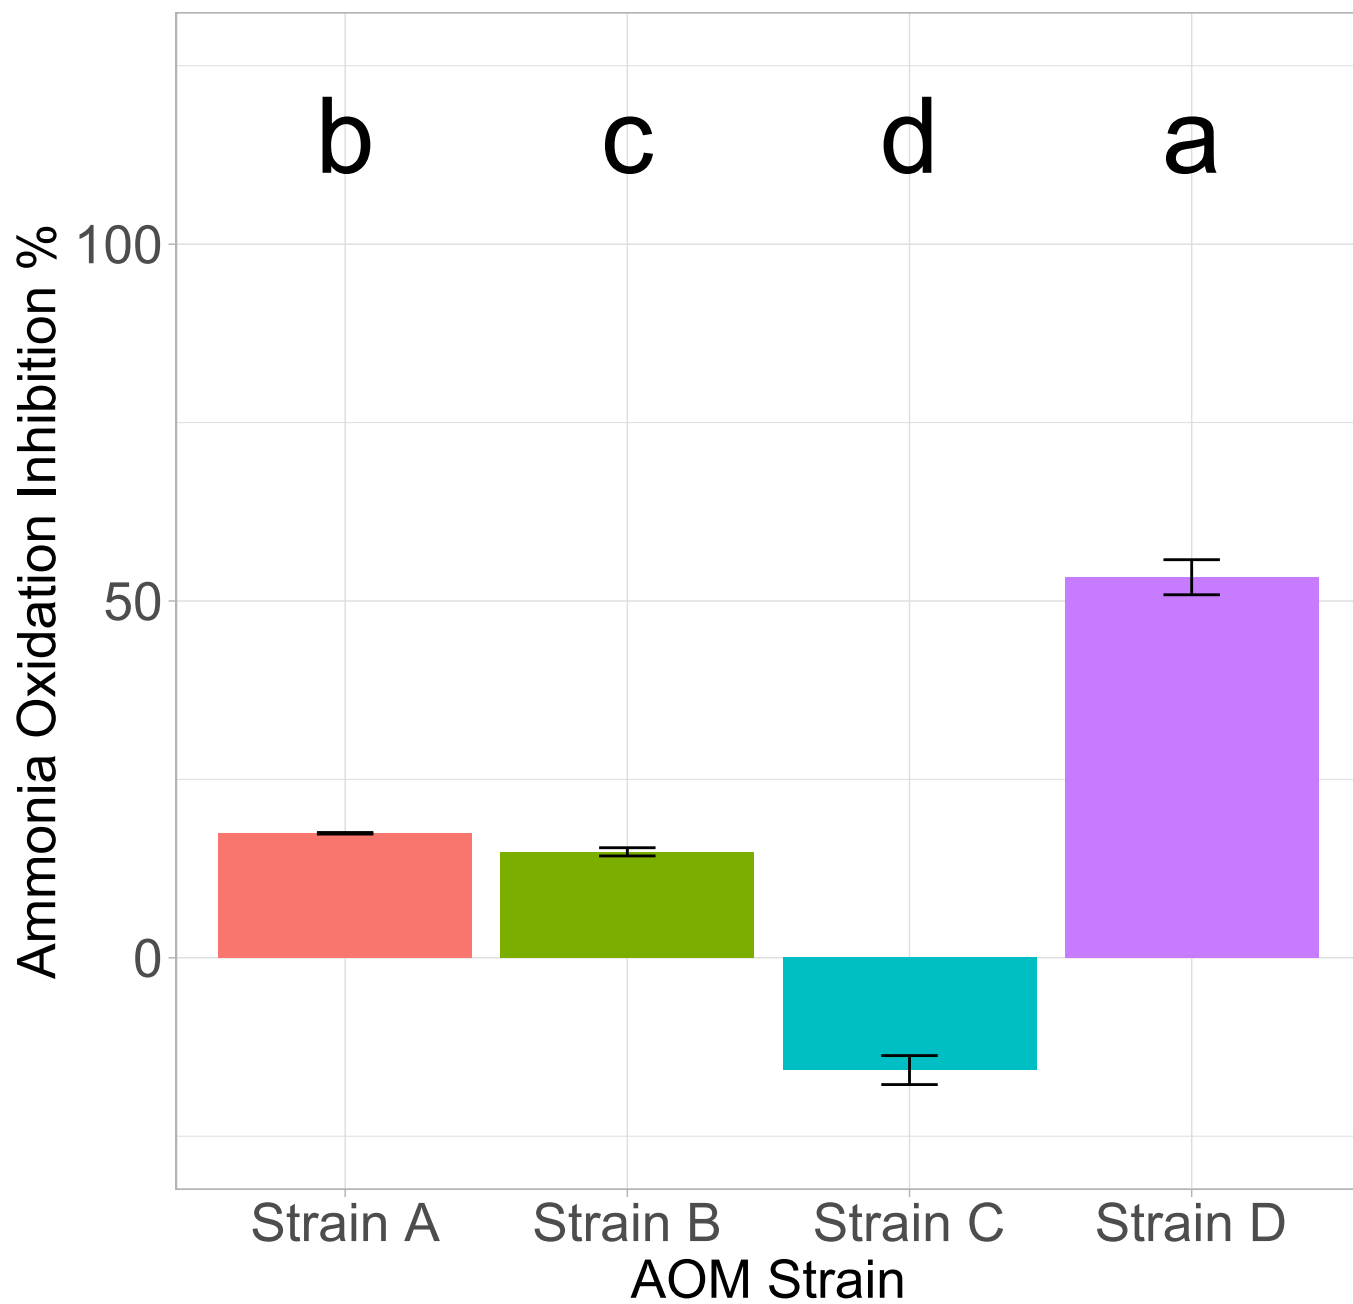 b c d a
Ammonia Oxidation Inhibition %
100
50
0
Strain A Strain B Strain C Strain D
AOM Strain